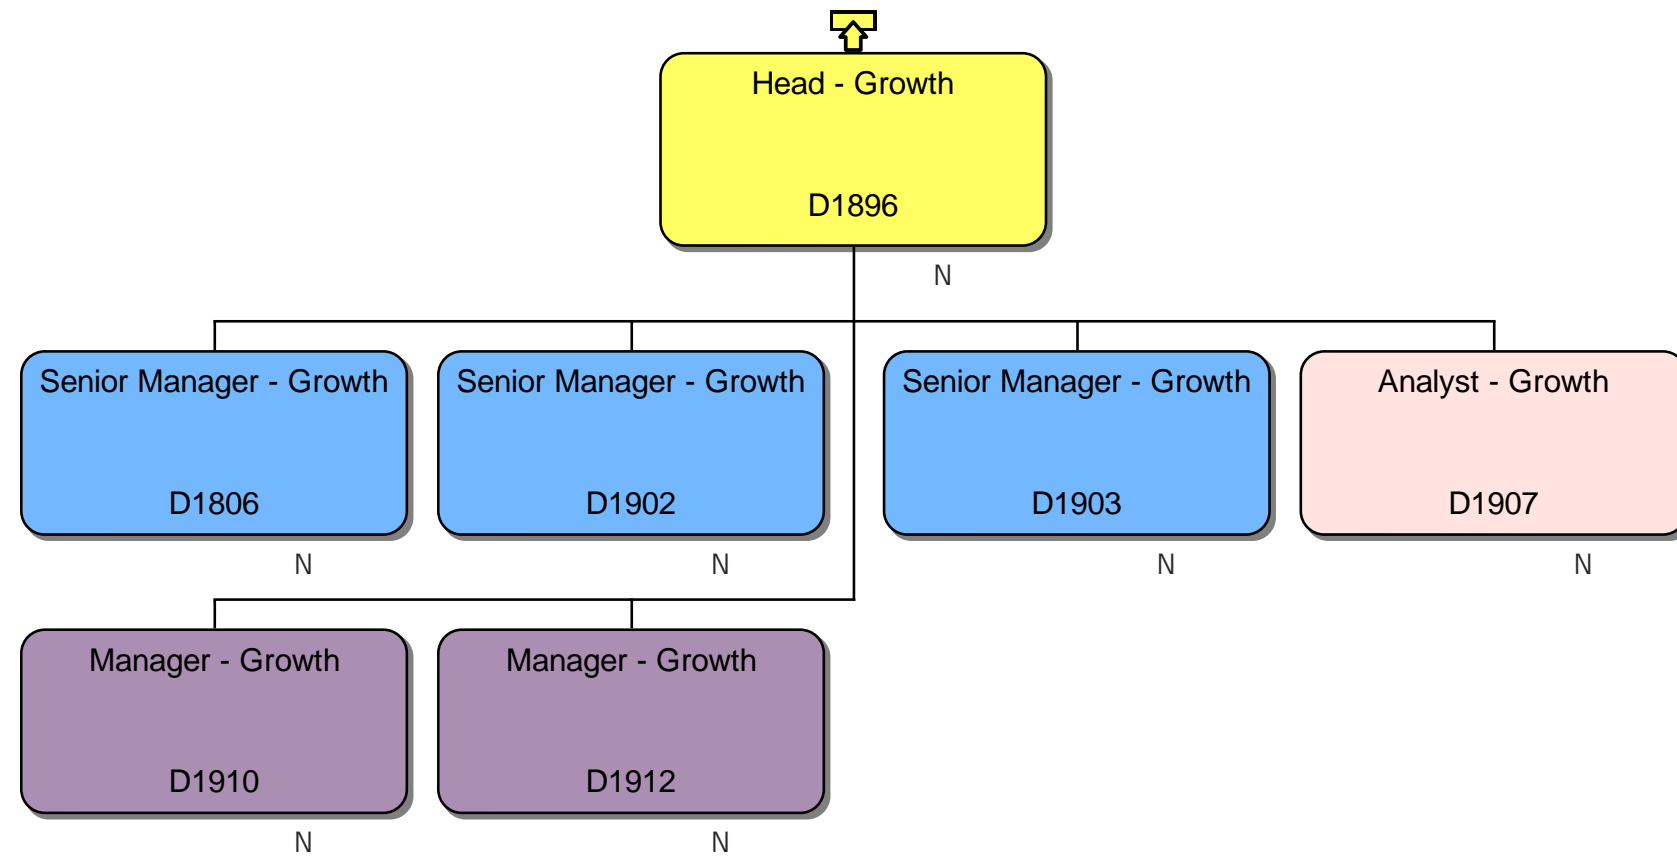 Head - Growth
D1896
N
Senior Manager - Growth
D1806
N
Senior Manager - Growth
D1902
N
Senior Manager - Growth
D1903
N
Analyst - Growth
D1907
N
Manager - Growth
D1910
N
Manager - Growth
D1912
N